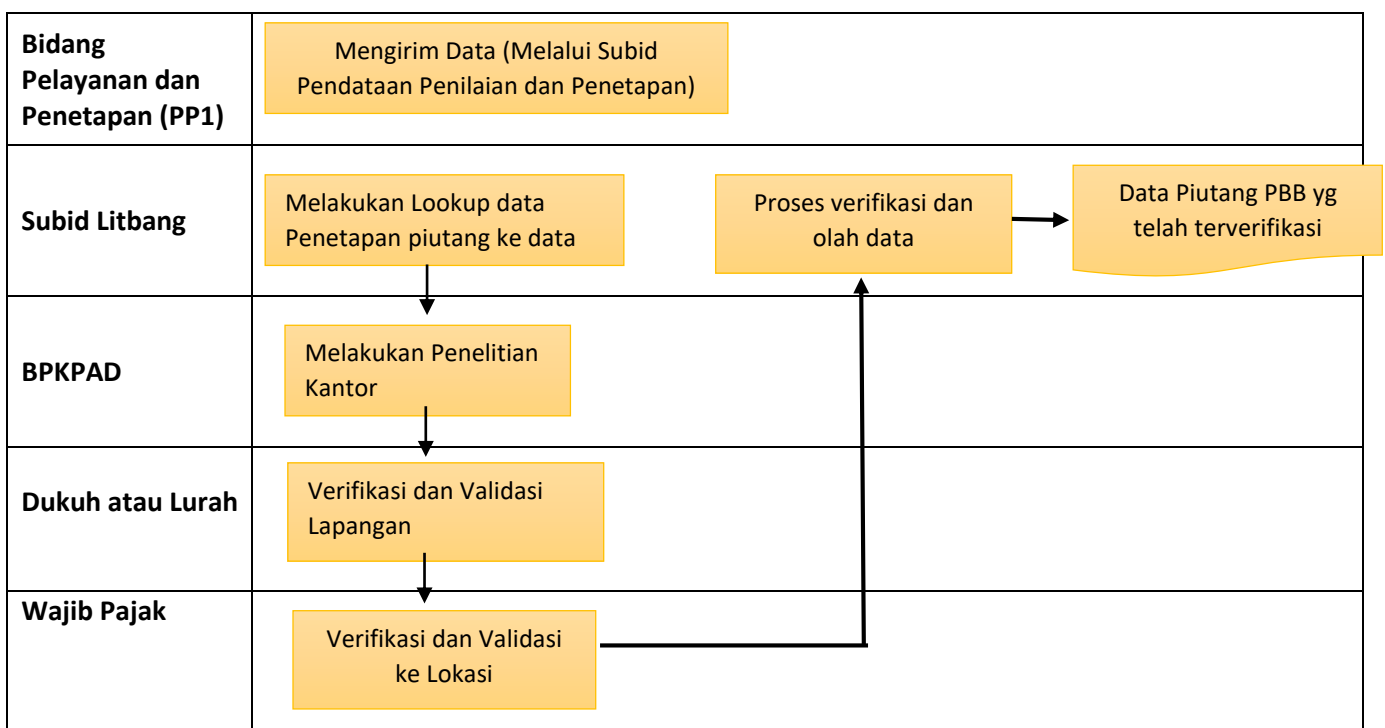 Bidang
Pelayanan dan
Penetapan (PP1)
Mengirim Data (Melalui Subid
Pendataan Penilaian dan Penetapan)
Subid Litbang
Melakukan Lookup data
Penetapan piutang ke data
Proses verifikasi dan
olah data
Data Piutang PBB yg
telah terverifikasi
BPKPAD
Melakukan Penelitian
Kantor
Dukuh atau Lurah
Verifikasi dan Validasi
Lapangan
Wajib Pajak
Verifikasi dan Validasi
ke Lokasi